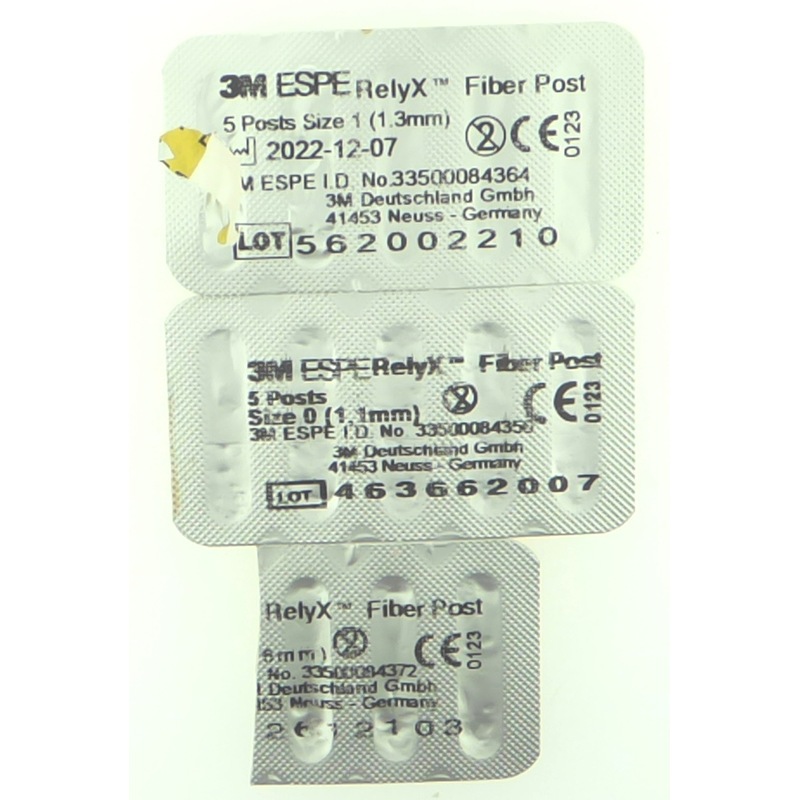 3M ESPE RelyX™ Fiber Post
5 Posts Size 1 (1.3mm)
2022-12-07
M ESPE I.D. No.33500084364
3M Deutschland Gmbh
41453 Neuss - Germany
0123
LOT 562002210
3M ESPE RelyX™ Fiber Post
5 Posts
Size 0 (1,1mm)
3M ESPE I.D. No. 33500084350
3M Deutschland Gmbh
41453 Neuss - Germany
0123
LOT 463662007
RelyX™ Fiber Post
6mm)
No. 33500084372
Deutschland Gmbh
453 Neuss - Germany
0123
2612103